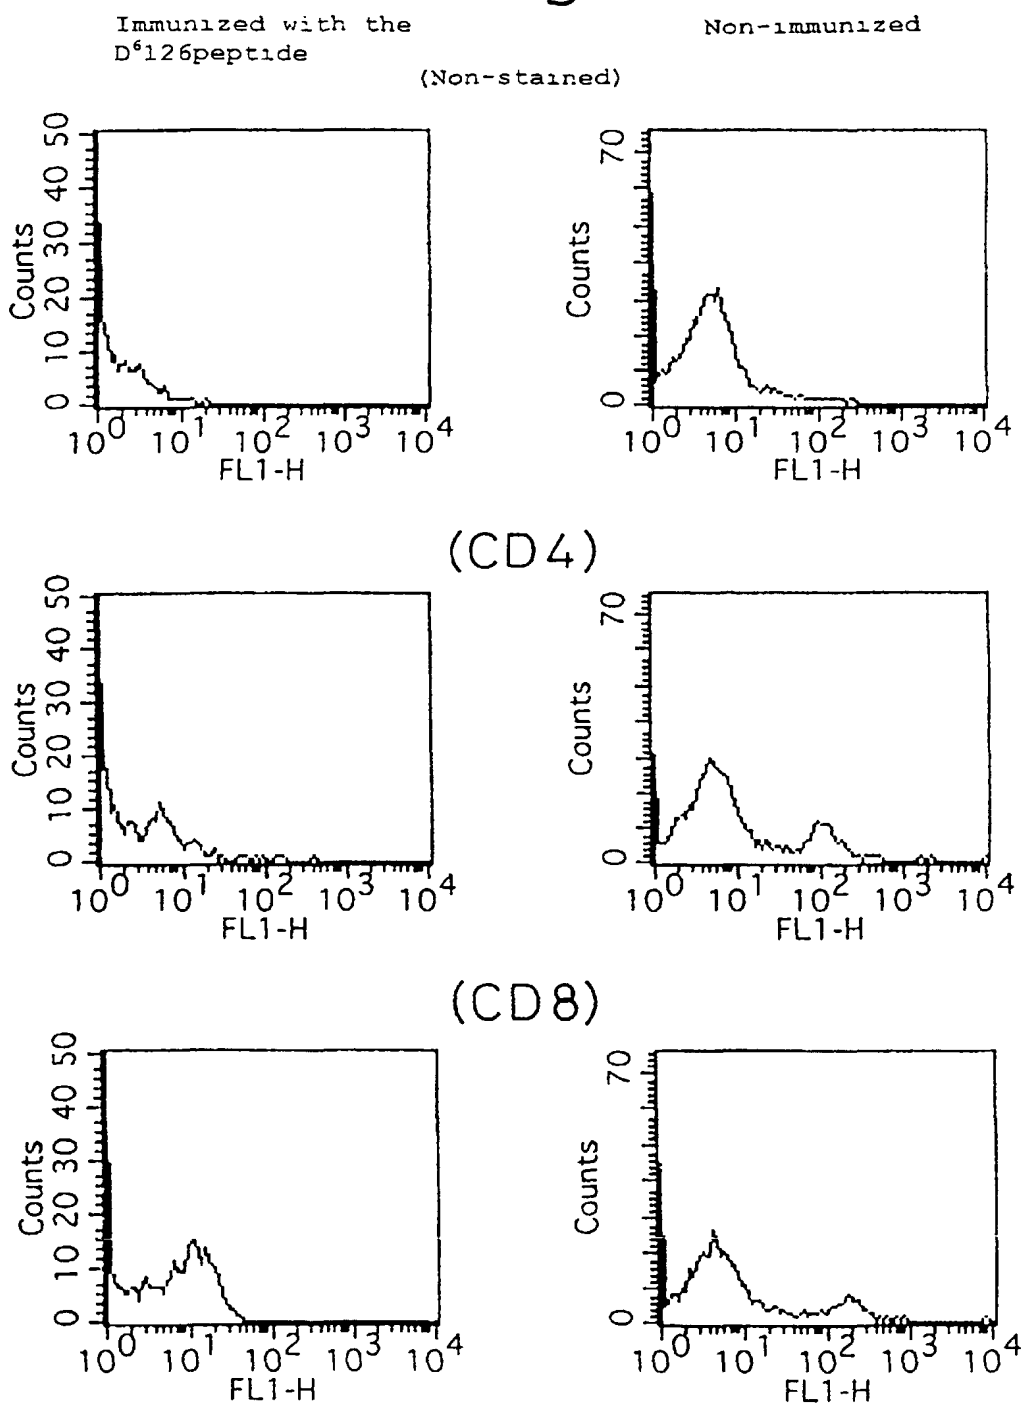 Immunized with the
D⁶126peptide
Non-immunized
(Non-stained)
50
40
30
20
10
0
Counts
10⁰ 10¹ 10² 10³ 10⁴
FL1-H
70
0
Counts
10⁰ 10¹ 10² 10³ 10⁴
FL1-H
(CD4)
50
40
30
20
10
0
Counts
10⁰ 10¹ 10² 10³ 10⁴
FL1-H
70
0
Counts
10⁰ 10¹ 10² 10³ 10⁴
FL1-H
(CD8)
50
40
30
20
10
0
Counts
10⁰ 10¹ 10² 10³ 10⁴
FL1-H
70
0
Counts
10⁰ 10¹ 10² 10³ 10⁴
FL1-H